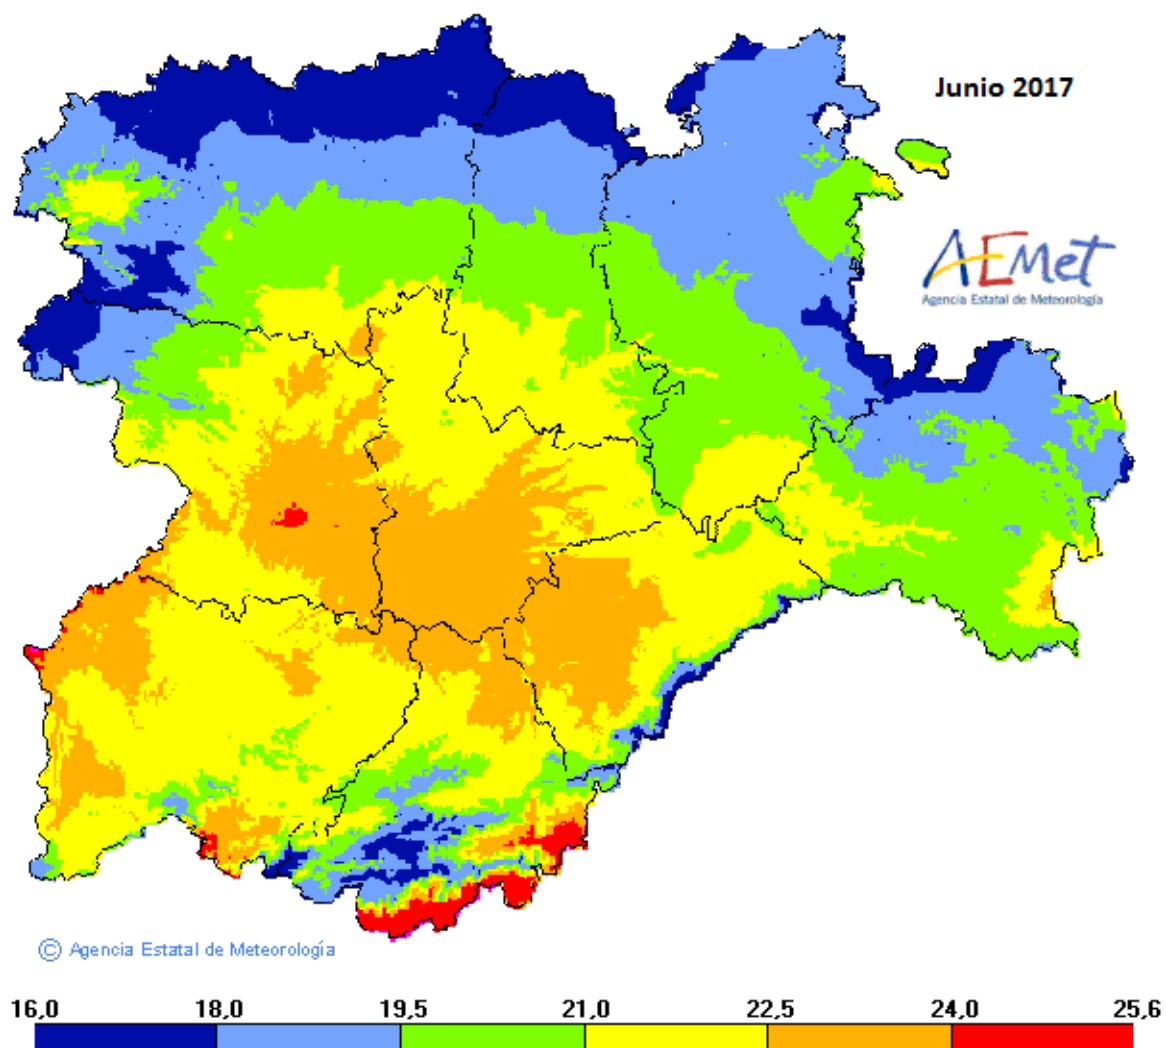 Junio 2017
AEMet
Agencia Estatal de Meteorología
© Agencia Estatal de Meteorología
16,0 18,0 19,5 21,0 22,5 24,0 25,6